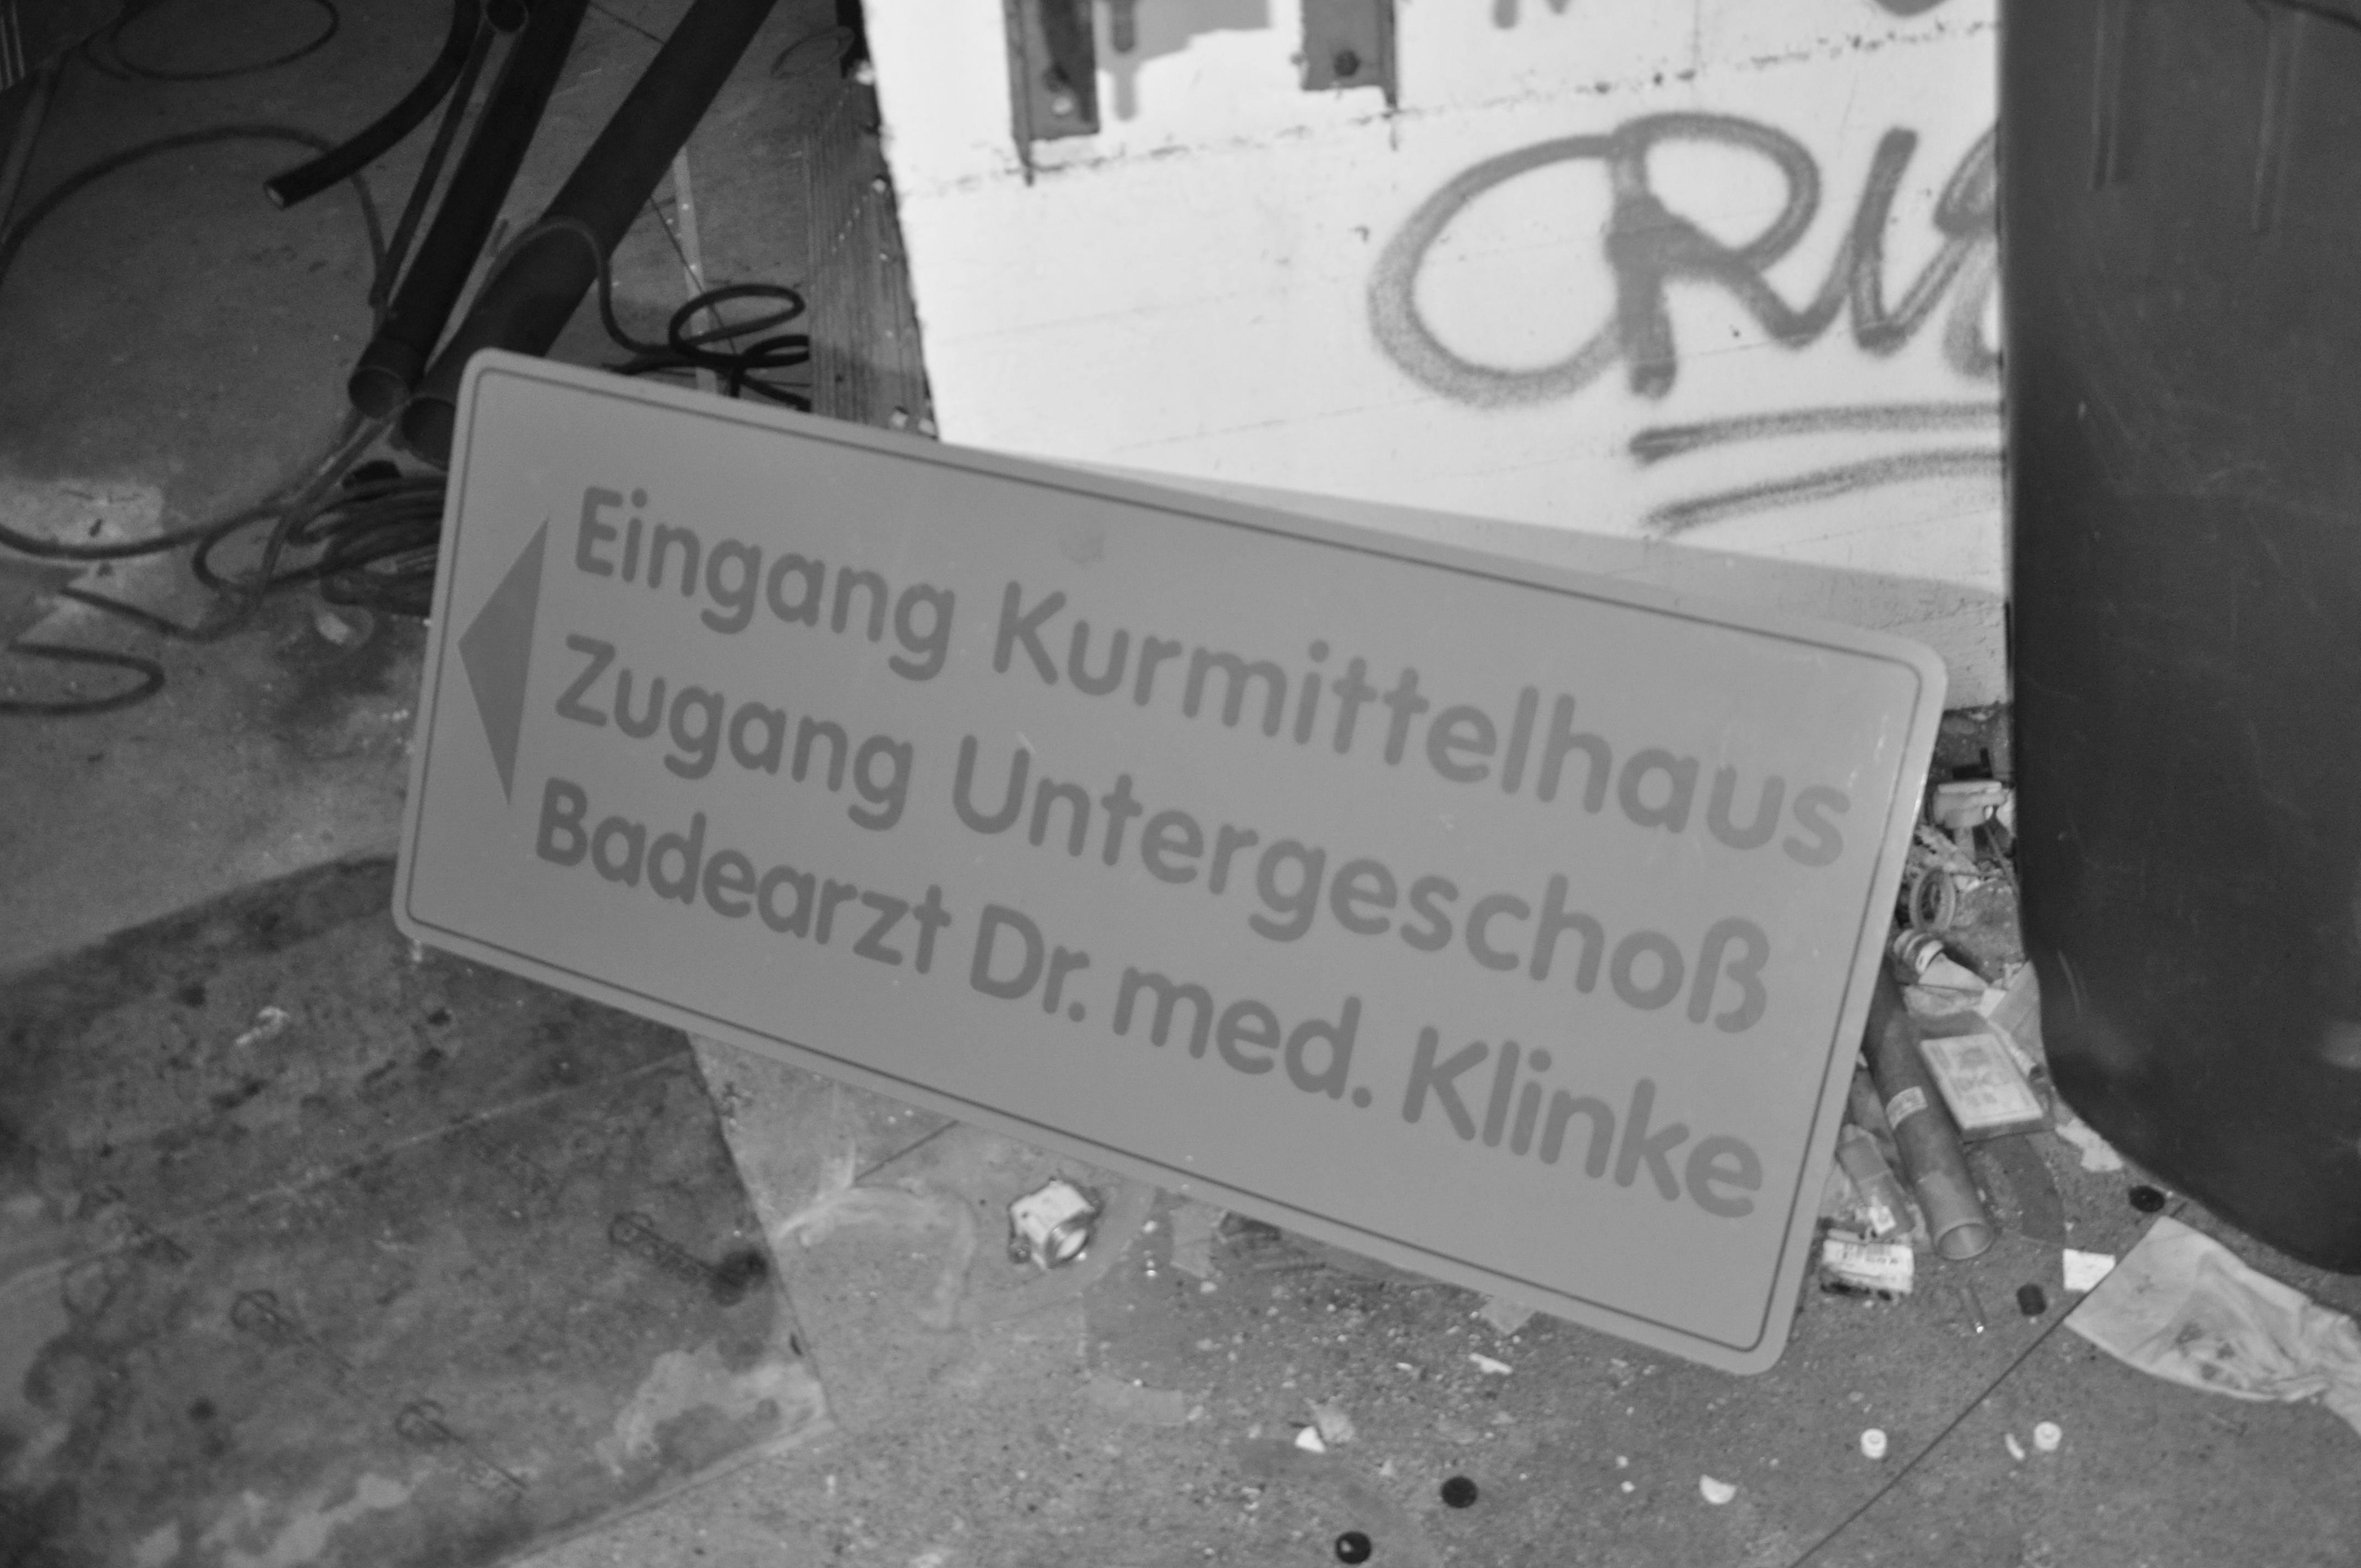 Eingang Kurmittelhaus
Zugang Untergeschoß
Badearzt Dr. med. Klinke